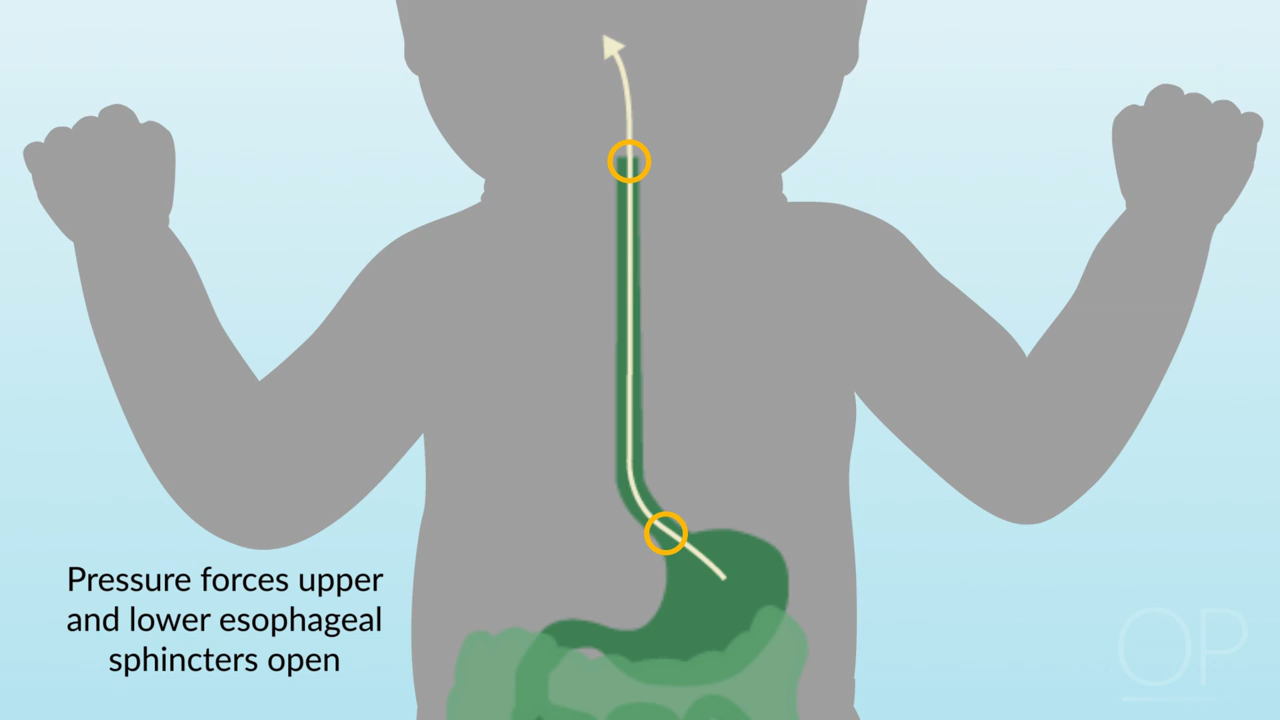 Pressure forces upper
and lower esophageal
sphincters open
OP